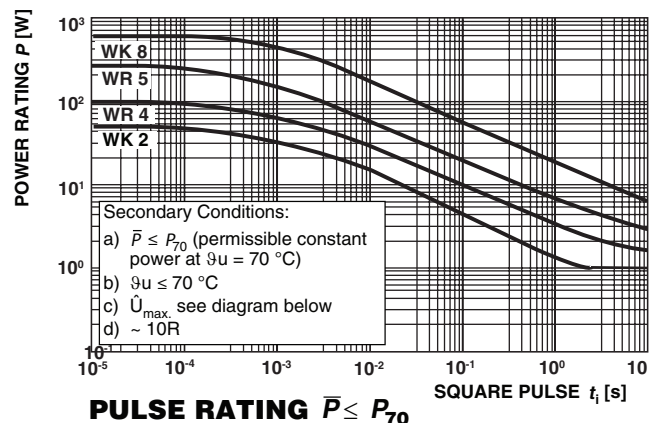 POWER RATING P [W]
10³
10²
10¹
10⁰
10⁻
WK 8
WR 5
WR 4
WK 2
Secondary Conditions:
a) P̅ ≤ P₇₀ (permissible constant
power at ϑu = 70 °C)
b) ϑu ≤ 70 °C
c) Û max. see diagram below
d) ~ 10R
10⁻⁵ 10⁻⁴ 10⁻³ 10⁻² 10⁻¹ 10⁰ 10
SQUARE PULSE tᵢ [s]
PULSE RATING P̅ ≤ P₇₀